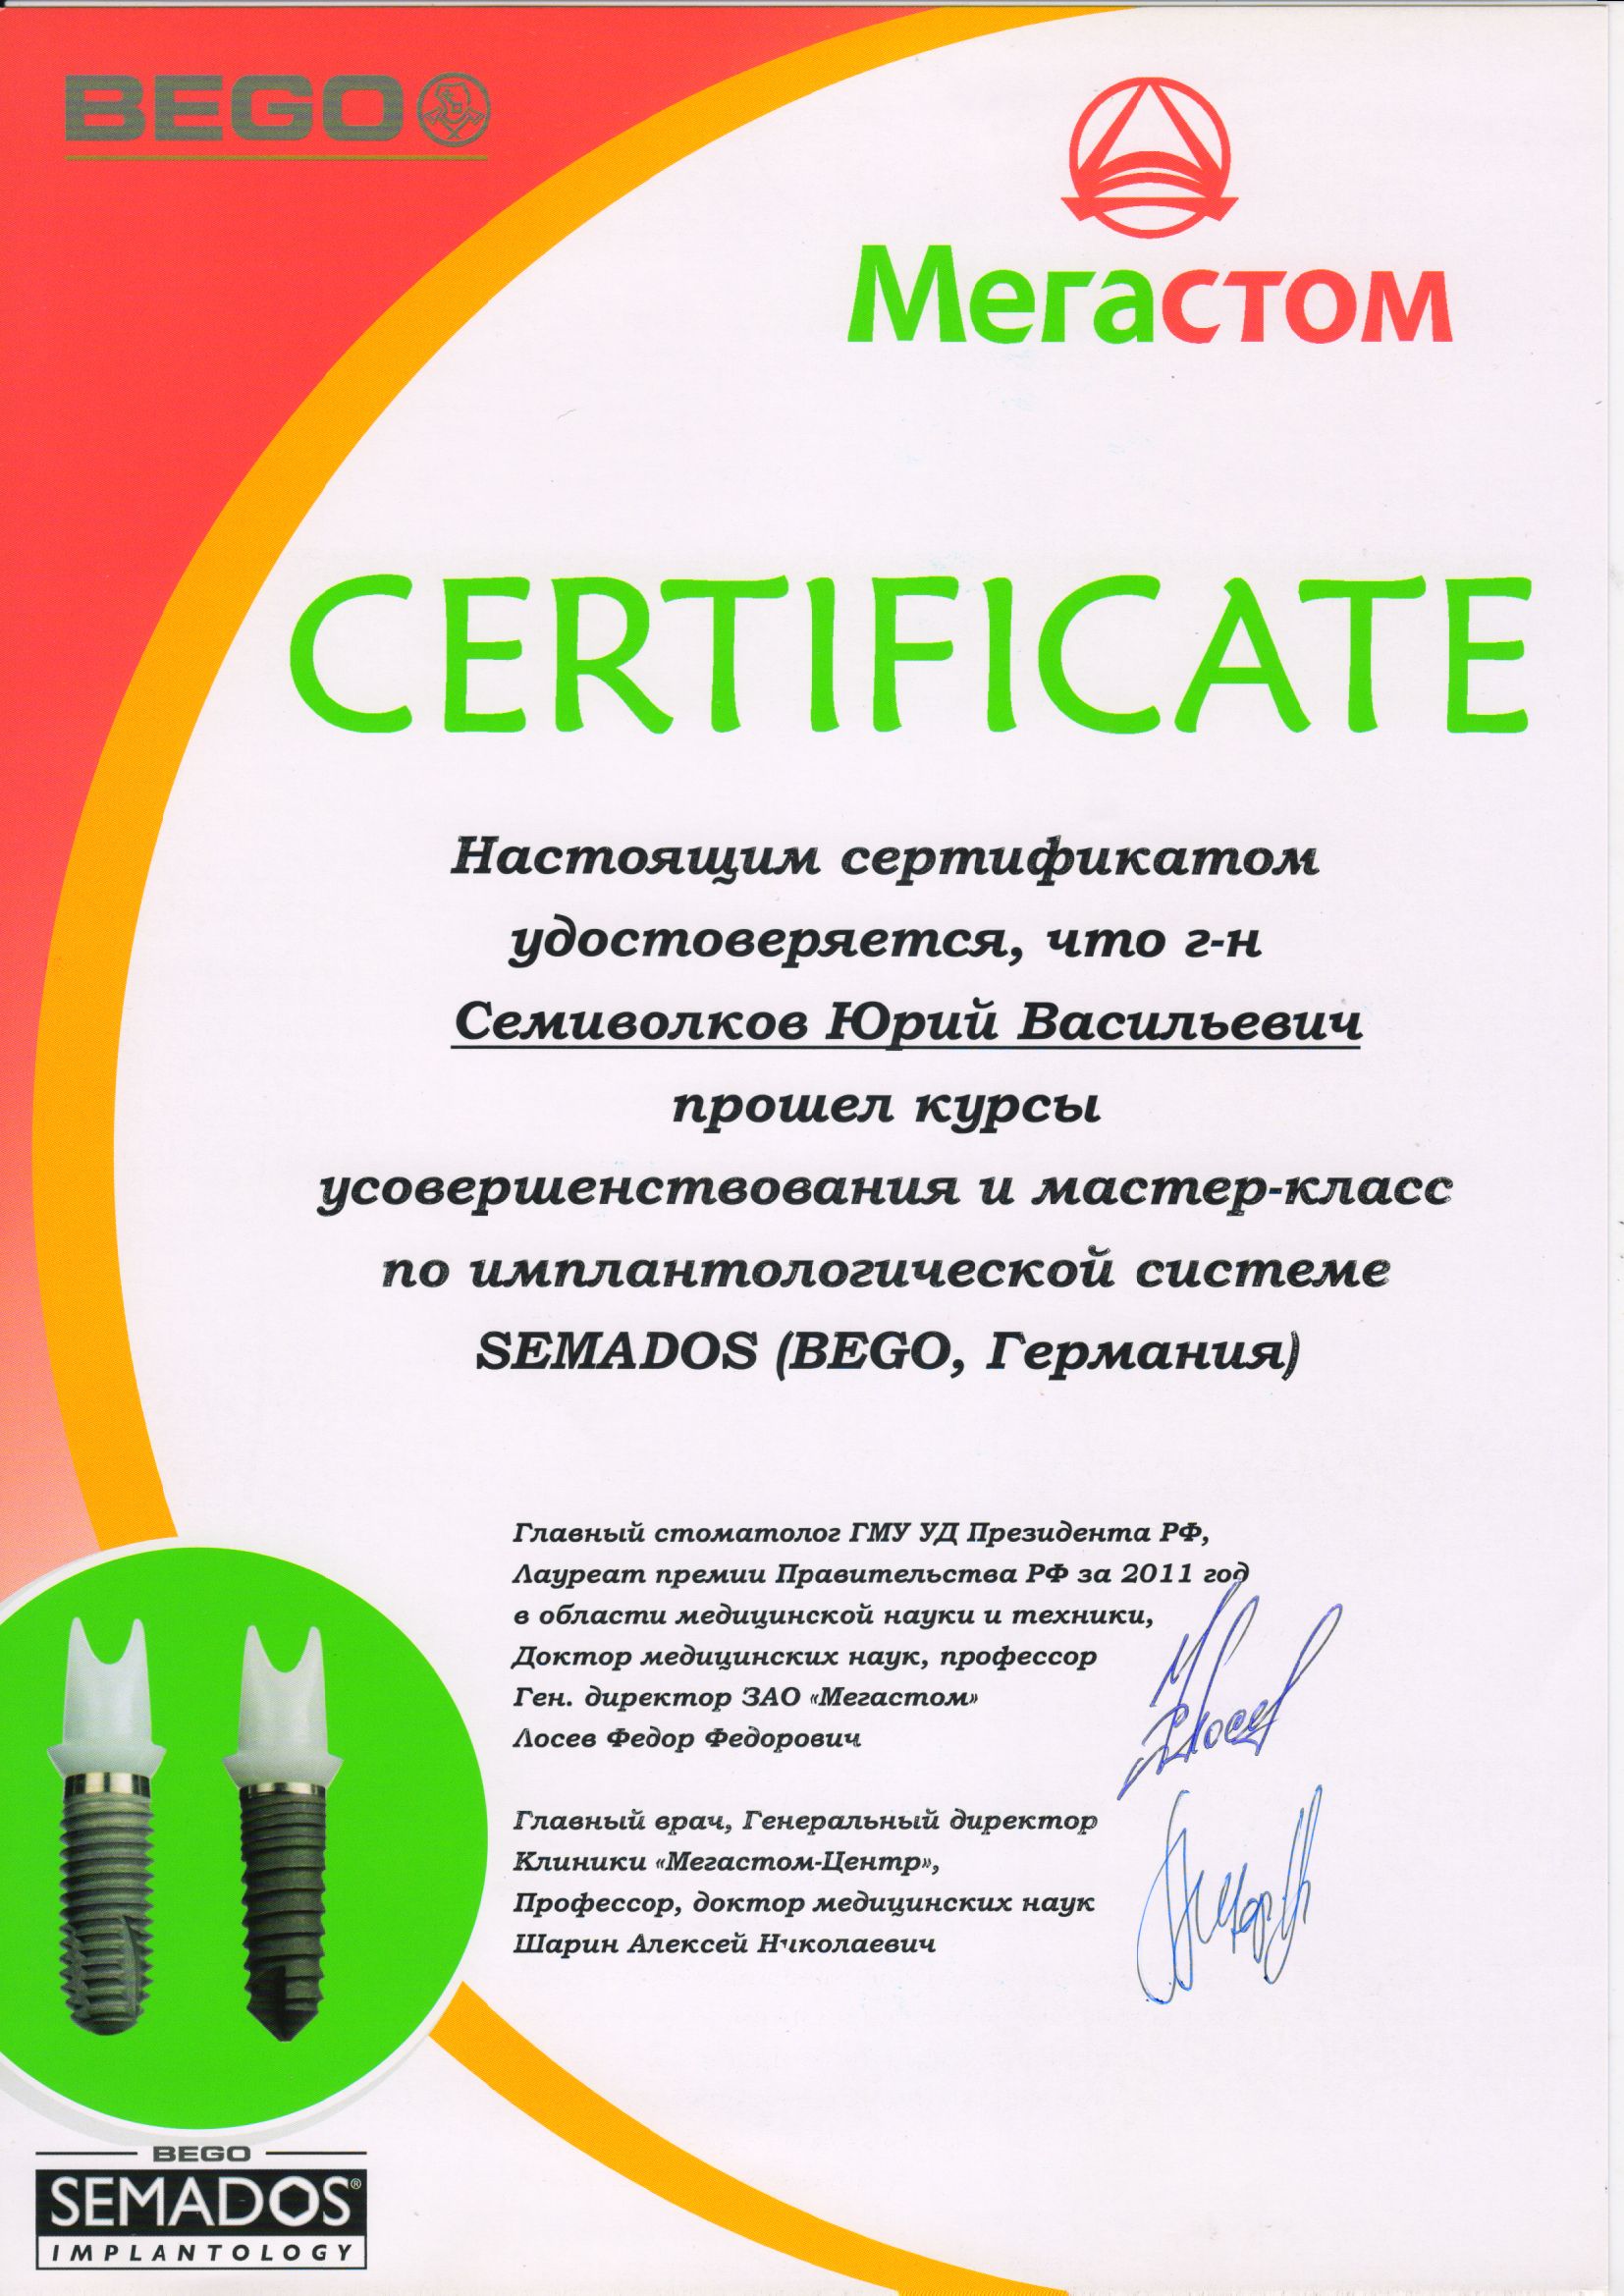 BEGO
Мегастом
CERTIFICATE
Настоящим сертификатом
удостоверяется, что г-н
Семиволков Юрий Васильевич
прошел курсы
усовершенствования и мастер-класс
по имплантологической системе
SEMADOS (BEGO, Германия)
Главный стоматолог ГМУ УД Президента РФ,
Лауреат премии Правительства РФ за 2011 год
в области медицинской науки и техники,
Доктор медицинских наук, профессор
Ген. директор ЗАО «Мегастом»
Лосев Федор Федорович
Главный врач, Генеральный директор
Клиники «Мегастом-Центр»,
Профессор, доктор медицинских наук
Шарин Алексей Николаевич
BEGO
SEMADOS®
IMPLANTOLOGY